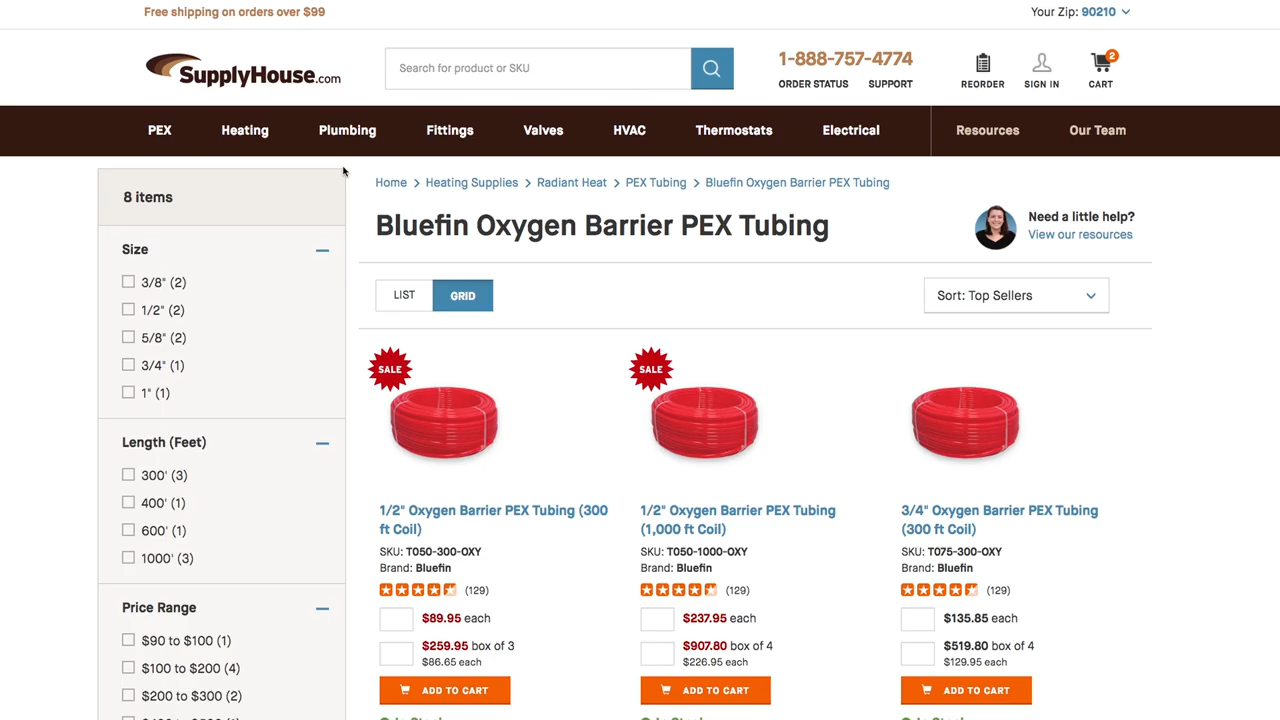 Free shipping on orders over $99
Your Zip: 90210
SupplyHouse.com
Search for product or SKU
1-888-757-4774
ORDER STATUS SUPPORT
REORDER
SIGN IN
2
CART
PEX Heating Plumbing Fittings Valves HVAC Thermostats Electrical Resources Our Team
8 items
Size
3/8" (2)
1/2" (2)
5/8" (2)
3/4" (1)
1" (1)
Length (Feet)
300' (3)
400' (1)
600' (1)
1000' (3)
Price Range
$90 to $100 (1)
$100 to $200 (4)
$200 to $300 (2)
Home > Heating Supplies > Radiant Heat > PEX Tubing > Bluefin Oxygen Barrier PEX Tubing
Bluefin Oxygen Barrier PEX Tubing
Need a little help?
View our resources
LIST GRID
Sort: Top Sellers
SALE
1/2" Oxygen Barrier PEX Tubing (300
ft Coil)
SKU: T050-300-OXY
Brand: Bluefin
(129)
$89.95 each
$259.95 box of 3
$86.65 each
ADD TO CART
SALE
1/2" Oxygen Barrier PEX Tubing
(1,000 ft Coil)
SKU: T050-1000-OXY
Brand: Bluefin
(129)
$237.95 each
$907.80 box of 4
$226.95 each
ADD TO CART
3/4" Oxygen Barrier PEX Tubing
(300 ft Coil)
SKU: T075-300-OXY
Brand: Bluefin
(129)
$135.85 each
$519.80 box of 4
$129.95 each
ADD TO CART